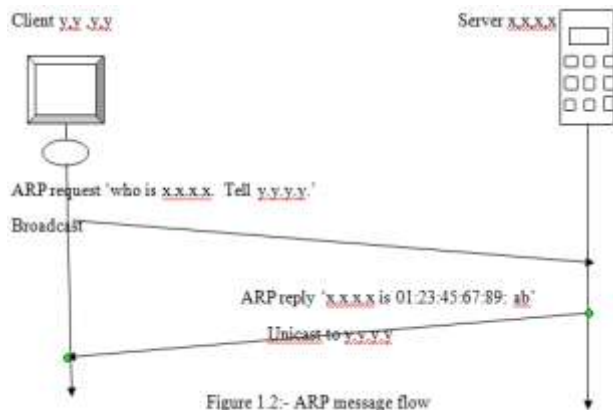 Client y.y .y.y
Server x.x.x.x
ARP request ‘who is x.x.x.x. Tell y.y.y.y.’
Broadcast
ARP reply ‘x.x.x.x is 01:23:45:67:89: ab’
Unicast to y.y.y.y
Figure 1.2:- ARP message flow